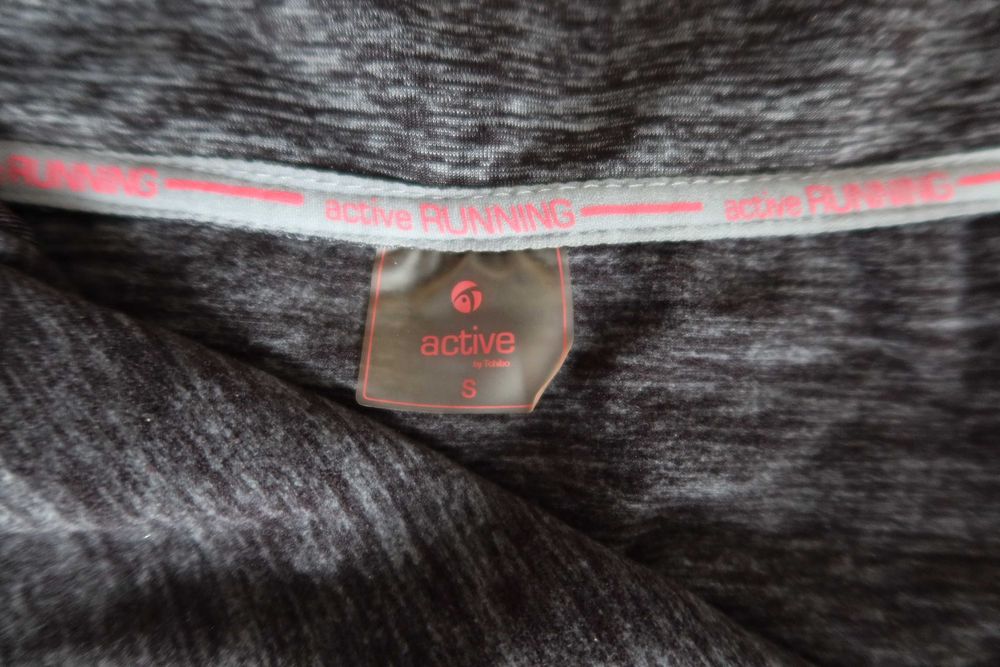 RUNNING
active RUNNING
active RUNNING
active
by Tchibo
S